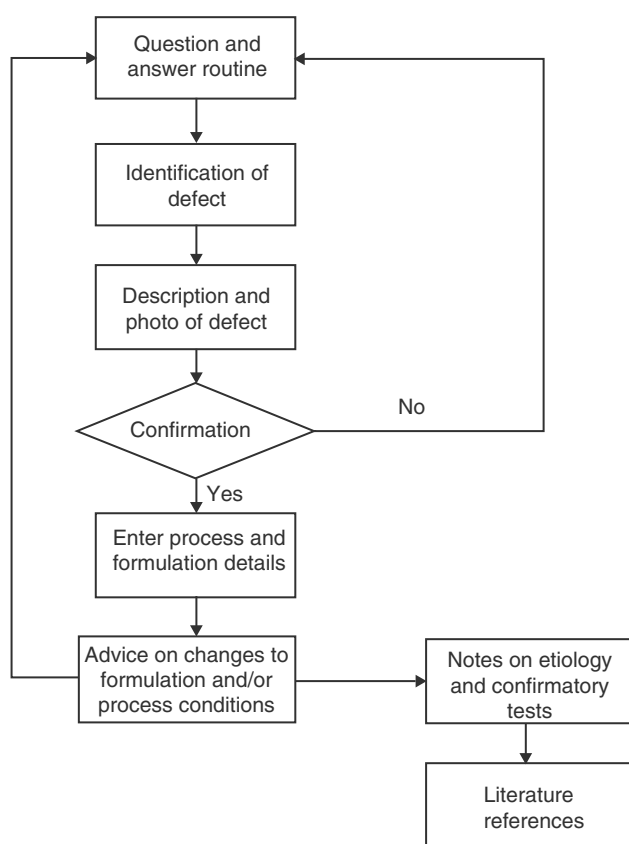 Question and
answer routine
Identification of
defect
Description and
photo of defect
No
Confirmation
Yes
Enter process and
formulation details
Advice on changes to
formulation and/or
process conditions
Notes on etiology
and confirmatory
tests
Literature
references